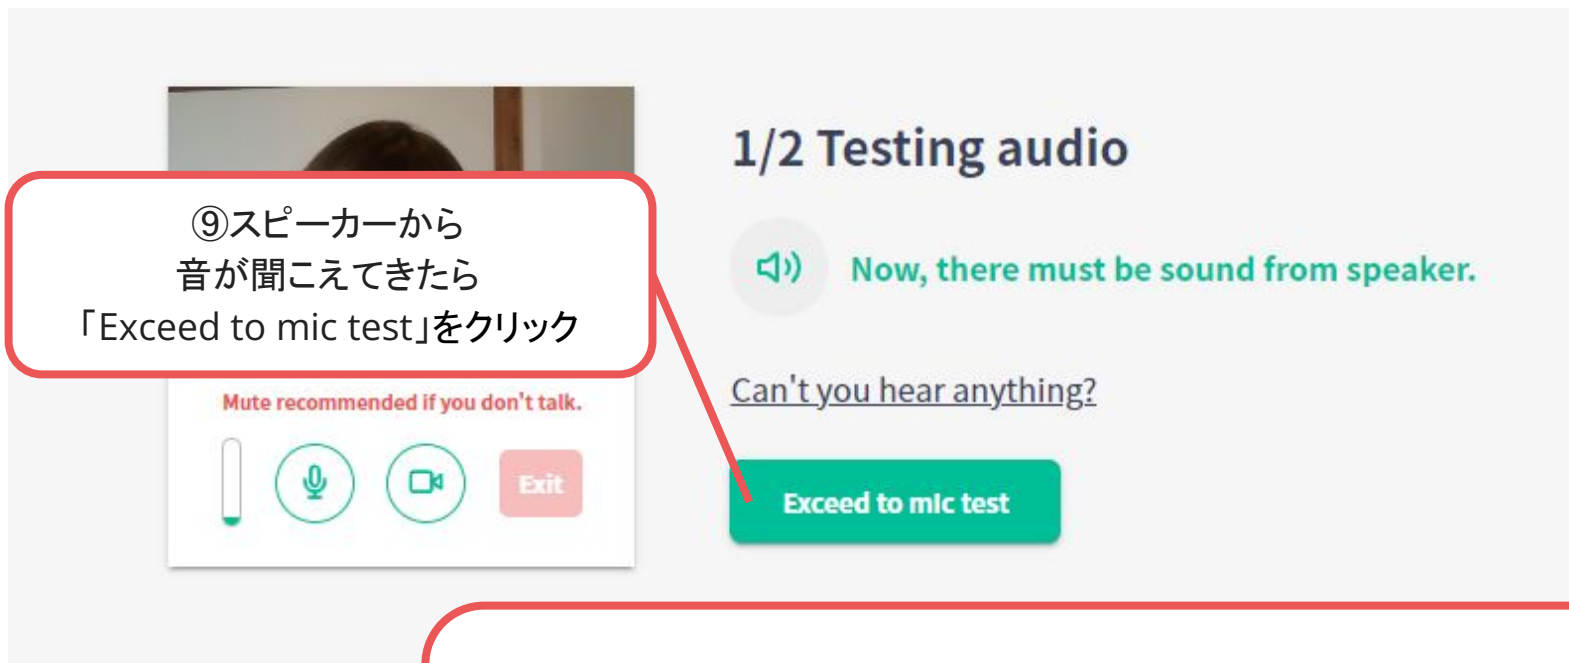 1/2 Testing audio
⑨スピーカーから
音が聞こえてきたら
「Exceed to mic test」をクリック
Now, there must be sound from speaker.
Can't you hear anything?
Mute recommended if you don't talk.
Exit
Exceed to mic test